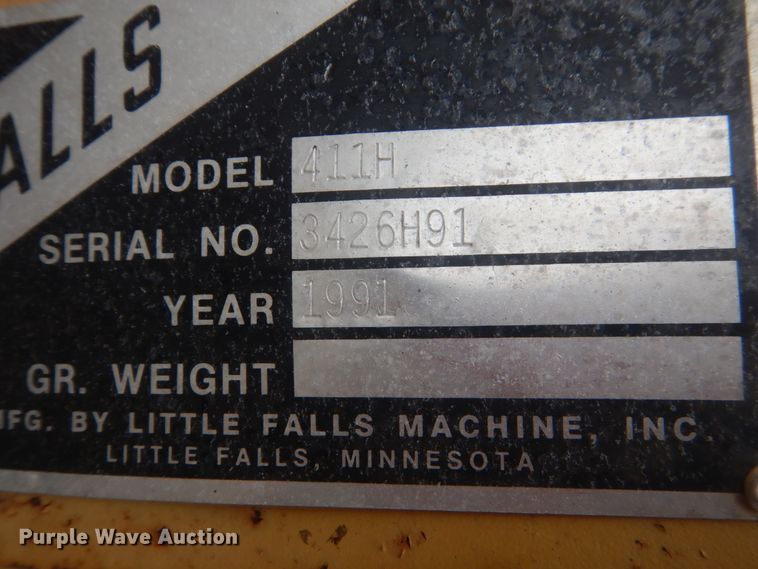 ALLS
MODEL 411H
SERIAL NO. 3426H91
YEAR 1991
GR. WEIGHT
MFG. BY LITTLE FALLS MACHINE, INC.
LITTLE FALLS, MINNESOTA
Purple Wave Auction